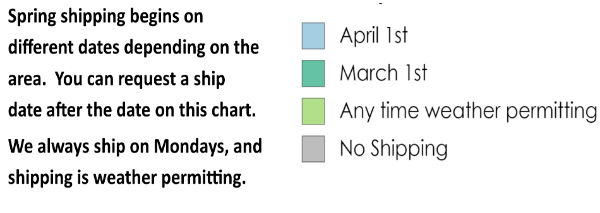 Spring shipping begins on
different dates depending on the
area.  You can request a ship
date after the date on this chart.
We always ship on Mondays, and
shipping is weather permitting.
April 1st
March 1st
Any time weather permitting
No Shipping